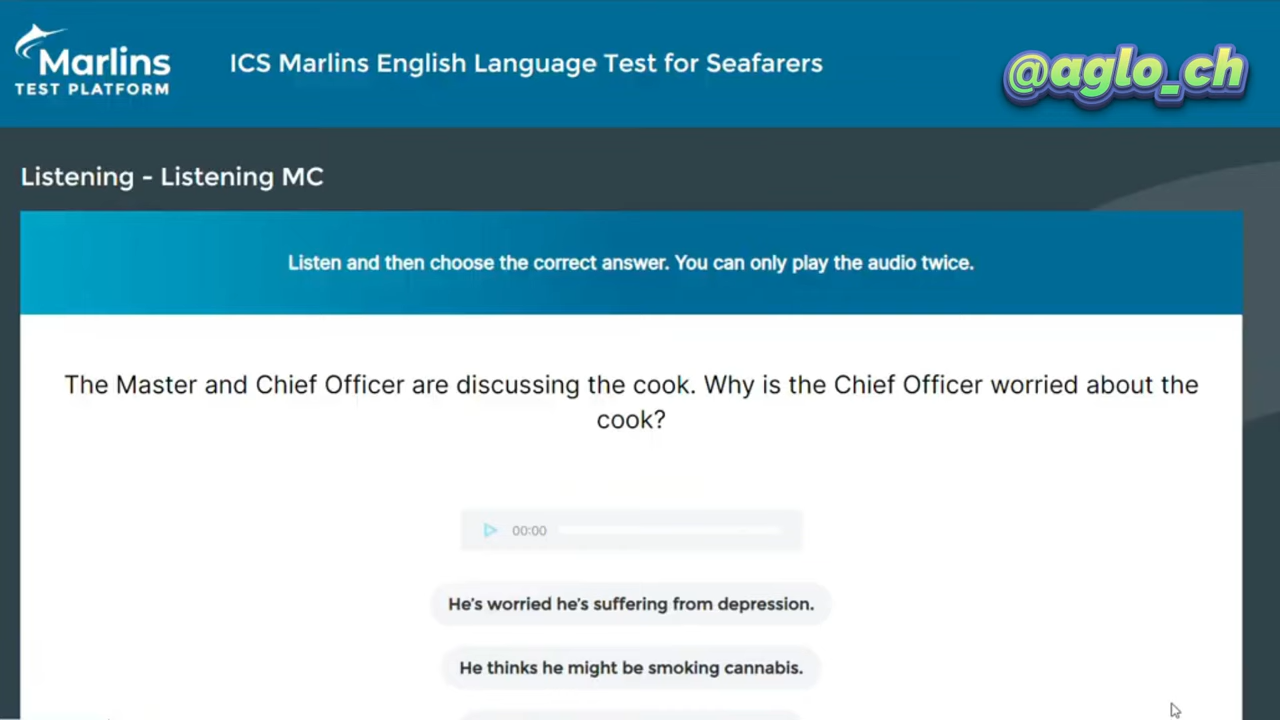 Marlins
TEST PLATFORM
ICS Marlins English Language Test for Seafarers
@aglo_ch
Listening - Listening MC
Listen and then choose the correct answer. You can only play the audio twice.
The Master and Chief Officer are discussing the cook. Why is the Chief Officer worried about the
cook?
00:00
He's worried he's suffering from depression.
He thinks he might be smoking cannabis.